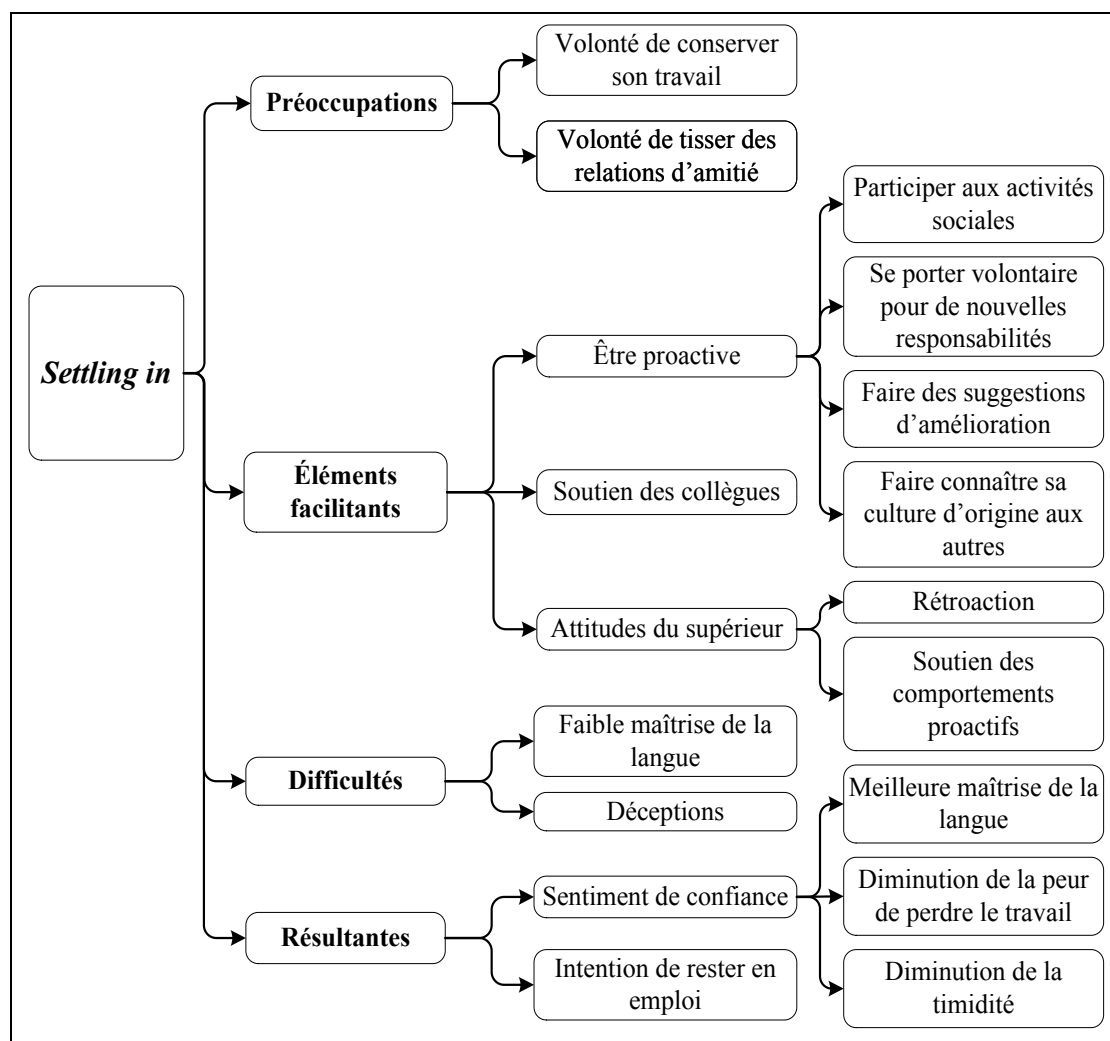 Settling in
Préoccupations
Volonté de conserver
son travail
Volonté de tisser des
relations d’amitié
Éléments
facilitants
Être proactive
Participer aux activités
sociales
Se porter volontaire
pour de nouvelles
responsabilités
Faire des suggestions
d’amélioration
Faire connaître sa
culture d’origine aux
autres
Soutien des collègues
Attitudes du supérieur
Rétroaction
Soutien des
comportements
proactifs
Difficultés
Faible maîtrise de la
langue
Déceptions
Résultantes
Sentiment de confiance
Meilleure maîtrise de la
langue
Diminution de la peur
de perdre le travail
Diminution de la
timidité
Intention de rester en
emploi